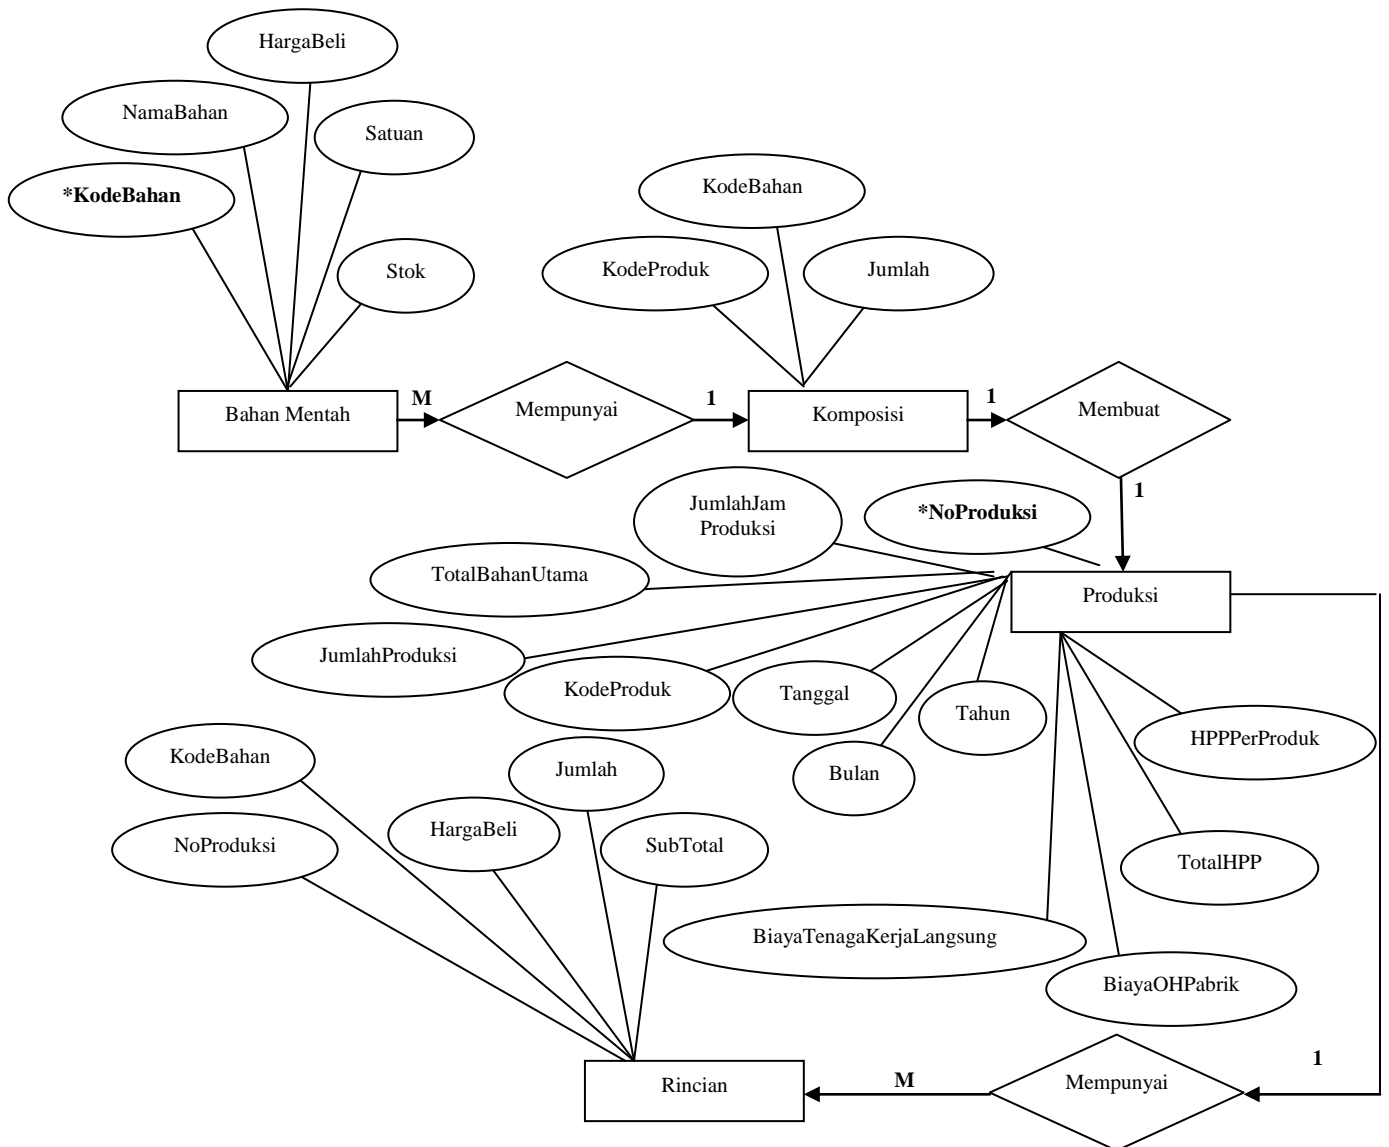 HargaBeli
NamaBahan
Satuan
*KodeBahan
KodeBahan
Stok
KodeProduk
Jumlah
M
1
1
Bahan Mentah
Mempunyai
Komposisi
Membuat
1
JumlahJam
Produksi
*NoProduksi
TotalBahanUtama
Produksi
JumlahProduksi
KodeProduk
Tanggal
Tahun
HPPPerProduk
KodeBahan
Jumlah
Bulan
HargaBeli
NoProduksi
SubTotal
TotalHPP
BiayaTenagaKerjaLangsung
BiayaOHPabrik
Rincian
M
Mempunyai
1